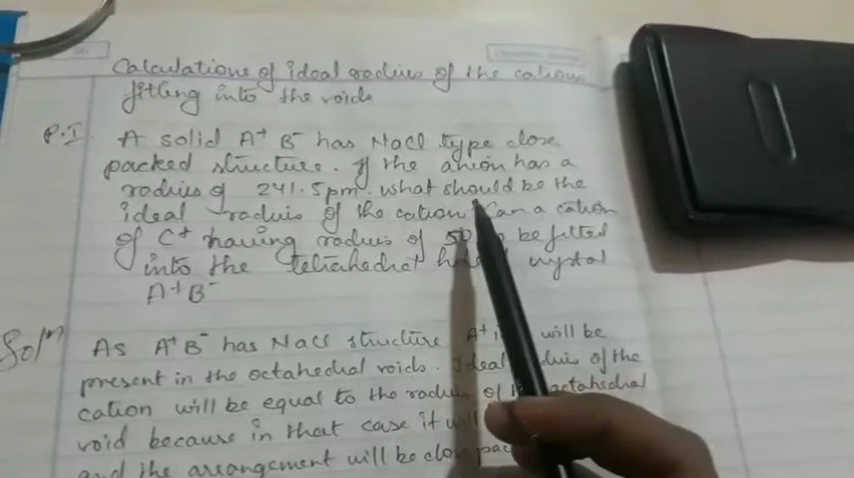 Calculations of ideal radius of the cations
fitting into the voids
P.I. A solid A+ B- has NaCl type close
packed structure. If the anion has a
radius of 241.5pm. what should be the
ideal radius of the cation Can a cation
of C+ having radius of 50 be fitted
into the tetrahedral crystal
A+B-
Soln As A+ B- has NaCl structure A+ will be
present in the octahedral voids. Ideal radius of the
cation will be equal to the radius of octahedral
void because in that case it
and the arrangement will be close